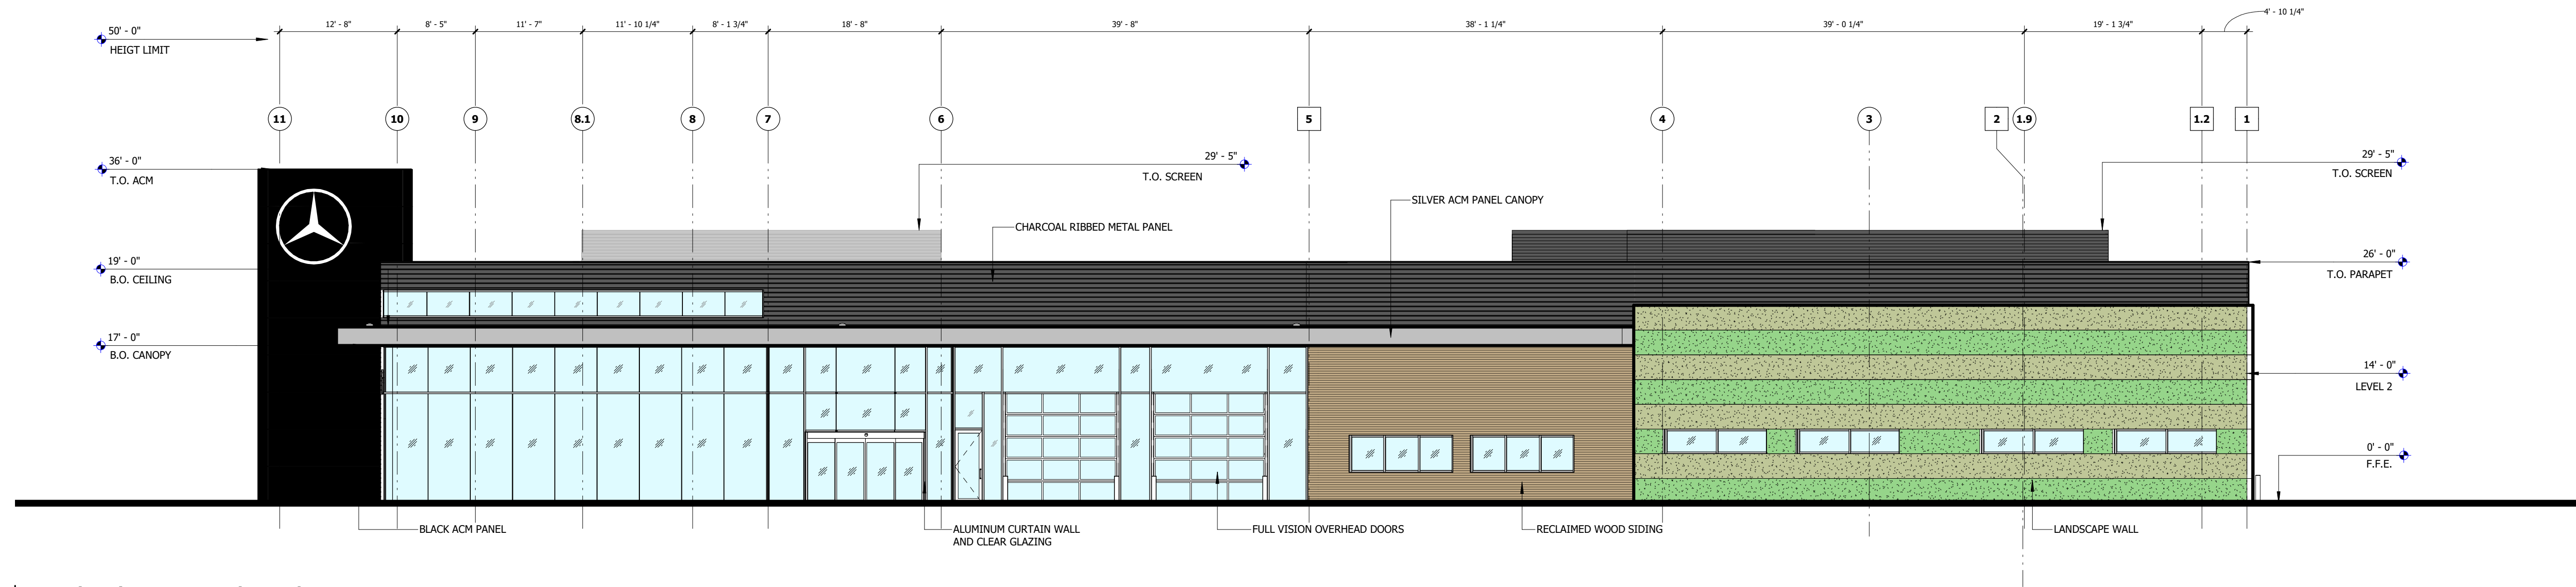 12' - 8"
8' - 5"
11' - 7"
11' - 10 1/4"
8' - 1 3/4"
18' - 8"
39' - 8"
38' - 1 1/4"
39' - 0 1/4"
19' - 1 3/4"
4' - 10 1/4"
50' - 0"
HEIGT LIMIT
11
10
9
8.1
8
7
6
5
4
3
2
1.9
1.2
1
36' - 0"
T.O. ACM
29' - 5"
T.O. SCREEN
29' - 5"
T.O. SCREEN
SILVER ACM PANEL CANOPY
CHARCOAL RIBBED METAL PANEL
19' - 0"
B.O. CEILING
26' - 0"
T.O. PARAPET
17' - 0"
B.O. CANOPY
14' - 0"
LEVEL 2
0' - 0"
F.F.E.
BLACK ACM PANEL
ALUMINUM CURTAIN WALL
AND CLEAR GLAZING
FULL VISION OVERHEAD DOORS
RECLAIMED WOOD SIDING
LANDSCAPE WALL